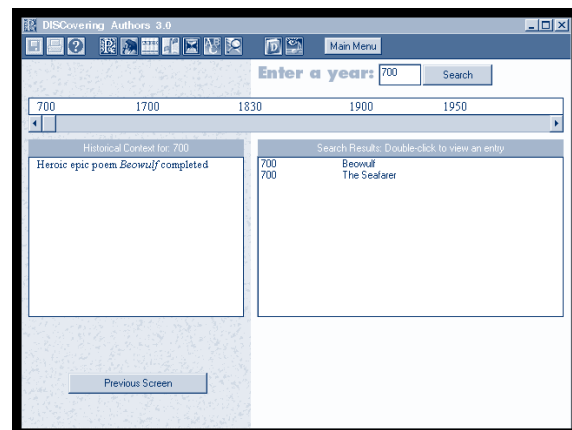 DISCovering Authors 3.0
Main Menu
Enter a year: 700 Search
700 1700 1830 1900 1950
Historical Context for: 700
Heroic epic poem Beowulf completed
Search Results: Double-click to view an entry
700 Beowulf
700 The Seafarer
Previous Screen